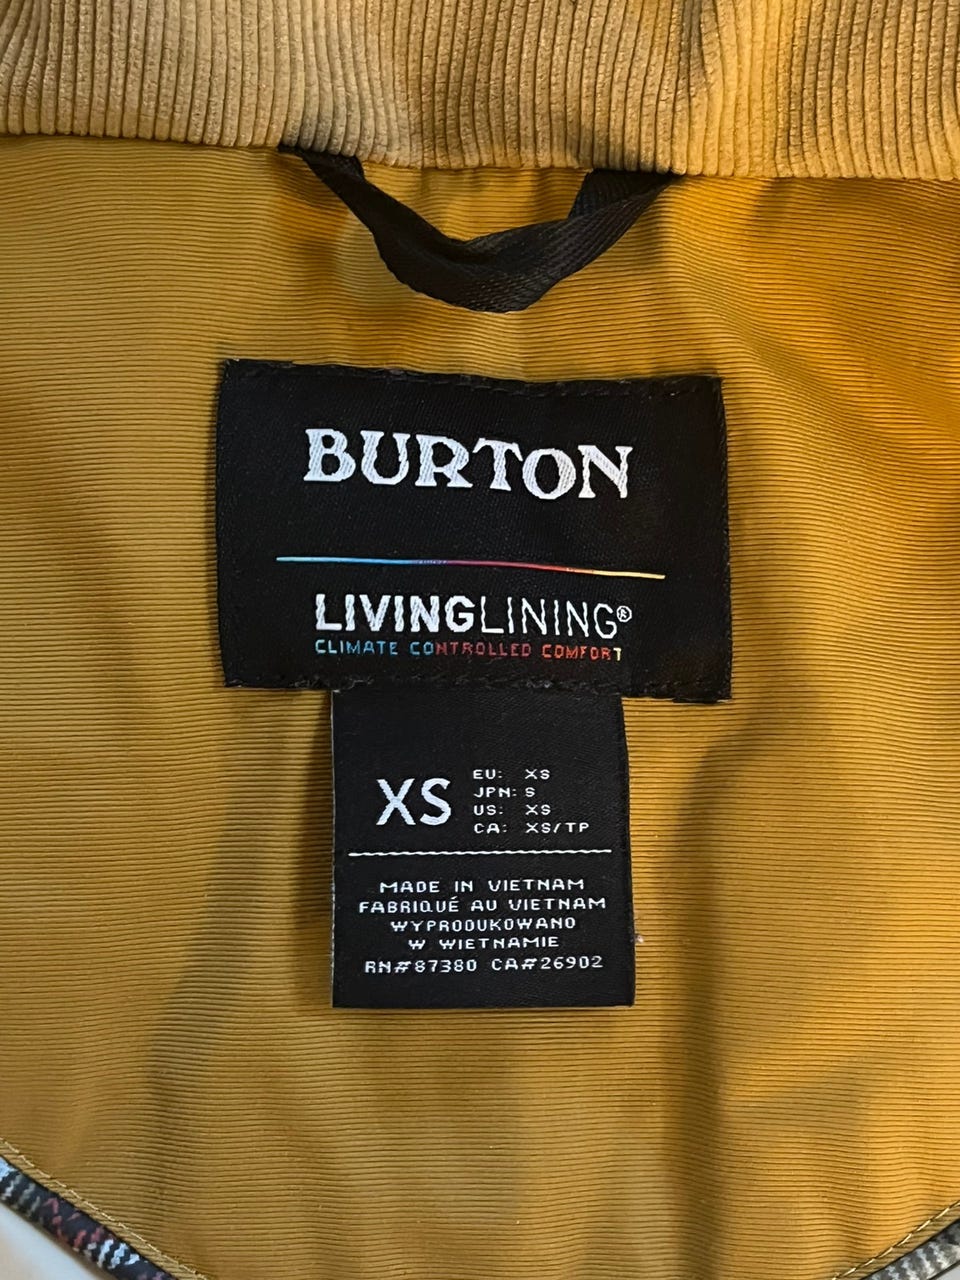 BURTON
LIVINGLINING®
CLIMATE CONTROLLED COMFORT
XS
EU: XS
JPN: S
US: XS
CA: XS/TP
MADE IN VIETNAM
FABRIQUÉ AU VIETNAM
WYPRODUKOWANO
W WIETNAMIE
RN#87380 CA#26902